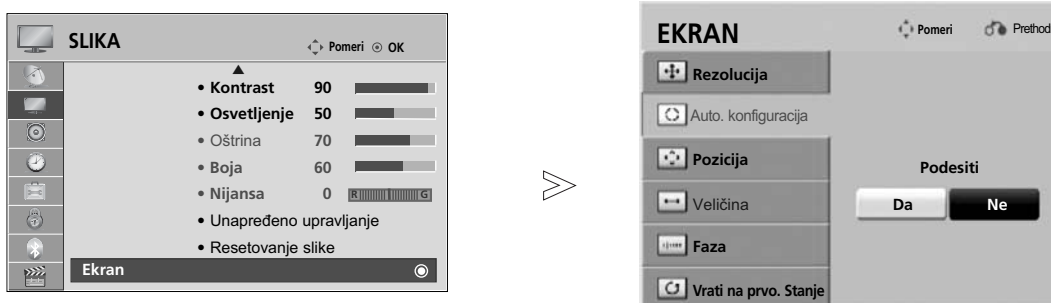 SLIKA
Pomeri OK
• Kontrast 90
• Osvetljenje 50
• Oštrina 70
• Boja 60
• Nijansa 0 R G
• Unapređeno upravljanje
• Resetovanje slike
Ekran
EKRAN
Pomeri Prethod
Rezolucija
Auto. konfiguracija
Pozicija
Veličina
Faza
Vrati na prvo. Stanje
Podesiti
Da Ne